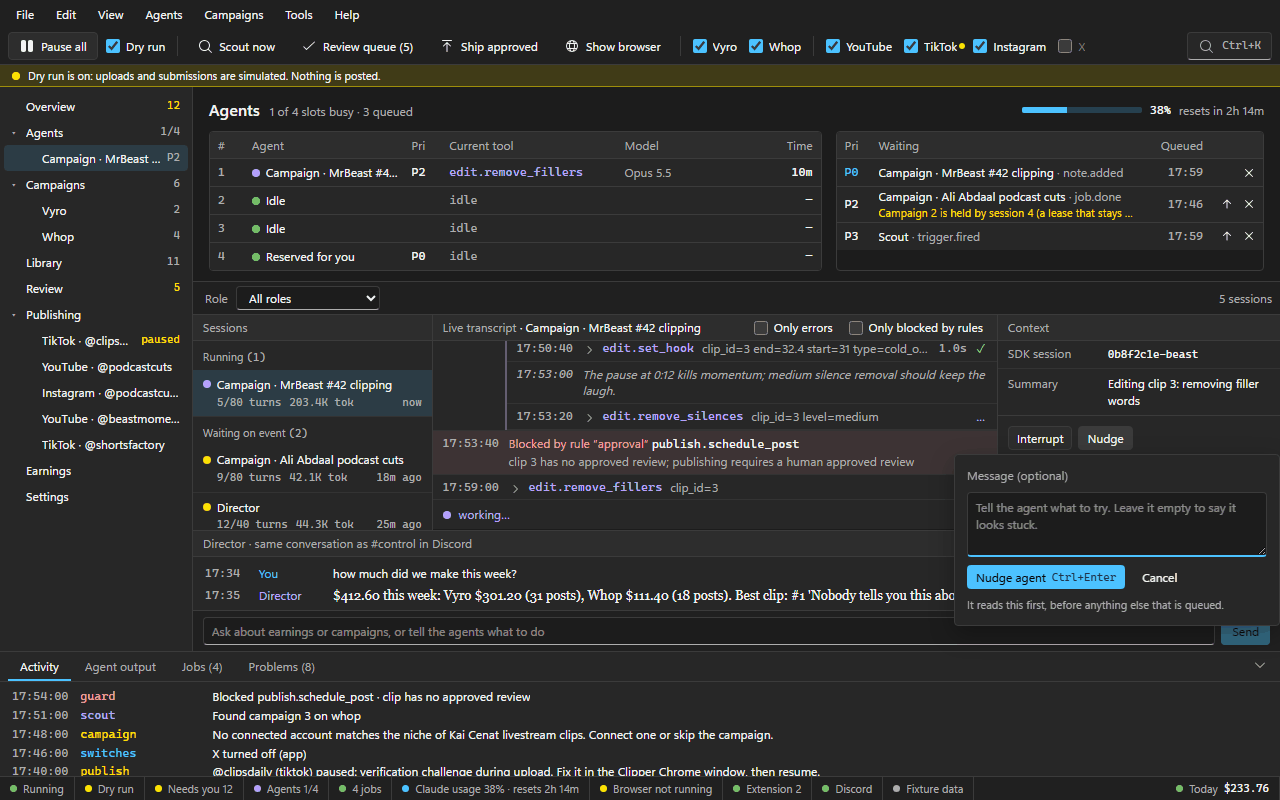 File Edit View Agents Campaigns Tools Help
Pause all Dry run Scout now Review queue (5) Ship approved Show browser Vyro Whop YouTube TikTok Instagram X Ctrl+K
Dry run is on: uploads and submissions are simulated. Nothing is posted.
Overview 12
Agents 1/4
Campaign · MrBeast ... P2
Campaigns 6
Vyro 2
Whop 4
Library 11
Review 5
Publishing
TikTok · @clips... paused
YouTube · @podcastcuts
Instagram · @podcastcu...
YouTube · @beastmome...
TikTok · @shortsfactory
Earnings
Settings
Agents 1 of 4 slots busy · 3 queued 38% resets in 2h 14m
# Agent Pri Current tool Model Time
1 Campaign · MrBeast #4... P2 edit.remove_fillers Opus 5.5 10m
2 Idle idle –
3 Idle idle –
4 Reserved for you P0 idle –
Pri Waiting Queued
P0 Campaign · MrBeast #42 clipping · note.added 17:59
P2 Campaign · Ali Abdaal podcast cuts · job.done 17:46
Campaign 2 is held by session 4 (a lease that stays ...
P3 Scout · trigger.fired 17:59
Role All roles 5 sessions
Sessions
Running (1)
Campaign · MrBeast #42 clipping
5/80 turns 203.4K tok now
Waiting on event (2)
Campaign · Ali Abdaal podcast cuts
9/80 turns 42.1K tok 18m ago
Director
12/40 turns 44.3K tok 25m ago
Live transcript · Campaign · MrBeast #42 clipping Only errors Only blocked by rules
17:50:40 edit.set_hook clip_id=3 end=32.4 start=31 type=cold_o... 1.0s
17:53:00 The pause at 0:12 kills momentum; medium silence removal should keep the
laugh.
17:53:20 edit.remove_silences clip_id=3 level=medium ...
17:53:40 Blocked by rule “approval” publish.schedule_post
clip 3 has no approved review; publishing requires a human approved review
17:59:00 edit.remove_fillers clip_id=3
working...
Context
SDK session 0b8f2c1e-beast
Summary Editing clip 3: removing filler
words
Interrupt Nudge
Message (optional)
Tell the agent what to try. Leave it empty to say it
looks stuck.
Nudge agent Ctrl+Enter Cancel
It reads this first, before anything else that is queued.
Director · same conversation as #control in Discord
17:34 You how much did we make this week?
17:35 Director $412.60 this week: Vyro $301.20 (31 posts), Whop $111.40 (18 posts). Best clip: #1 'Nobody tells you this abo
Ask about earnings or campaigns, or tell the agents what to do Send
Activity Agent output Jobs (4) Problems (8)
17:54:00 guard Blocked publish.schedule_post · clip has no approved review
17:51:00 scout Found campaign 3 on whop
17:48:00 campaign No connected account matches the niche of Kai Cenat livestream clips. Connect one or skip the campaign.
17:46:00 switches X turned off (app)
17:40:00 publish @clipsdaily (tiktok) paused: verification challenge during upload. Fix it in the Clipper Chrome window, then resume.
Running Dry run Needs you 12 Agents 1/4 4 jobs Claude usage 38% · resets 2h 14m Browser not running Extension 2 Discord Fixture data Today $233.76